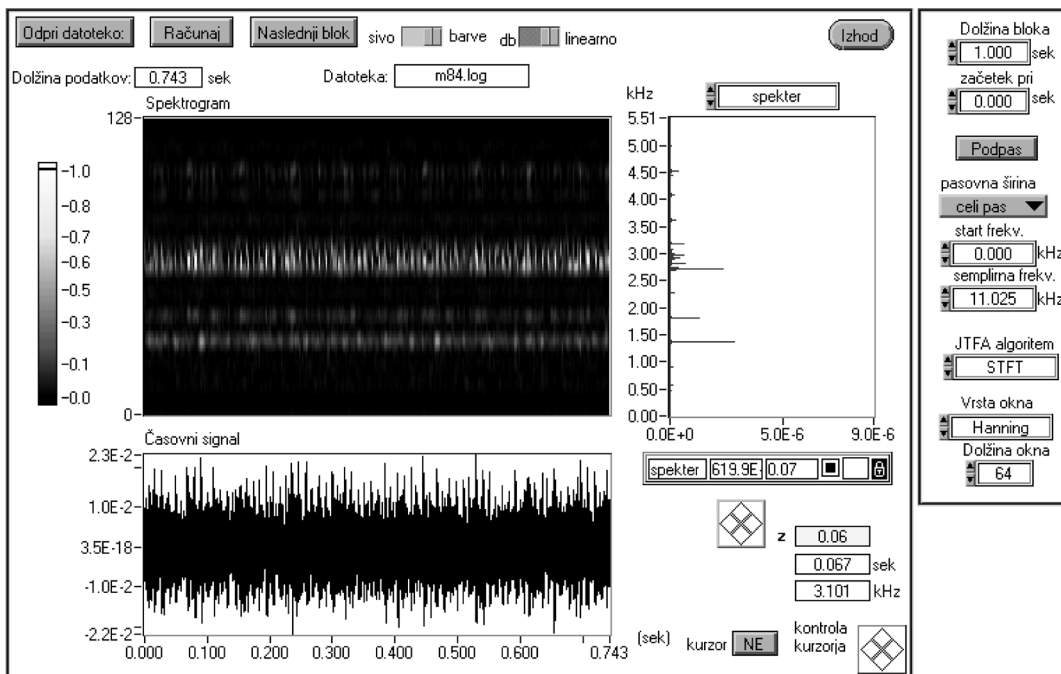 Odpri datoteko: Računaj Naslednji blok sivo barve db linearno Izhod
Dolžina podatkov: 0.743 sek Datoteka: m84.log
Spektrogram
128
0
1.0
0.8
0.7
0.6
0.5
0.3
0.1
0.0
kHz spekter
5.51
5.00
4.50
4.00
3.50
3.00
2.50
2.00
1.50
1.00
0.50
0.00
0.0E+0 5.0E-6 9.0E-6
spekter 619.9E- 0.07
Časovni signal
2.3E-2
1.0E-2
3.5E-18
-1.0E-2
-2.2E-2
0.000 0.100 0.200 0.300 0.400 0.500 0.600 0.743 (sek)
z 0.06
0.067 sek
3.101 kHz
kurzor NE kontrola
kurzorja
Dolžina bloka
1.000 sek
začetek pri
0.000 sek
Podpas
pasovna širina
celi pas
start frekv.
0.000 kHz
semplirna frekv.
11.025 kHz
JTFA algoritem
STFT
Vrsta okna
Hanning
Dolžina okna
64